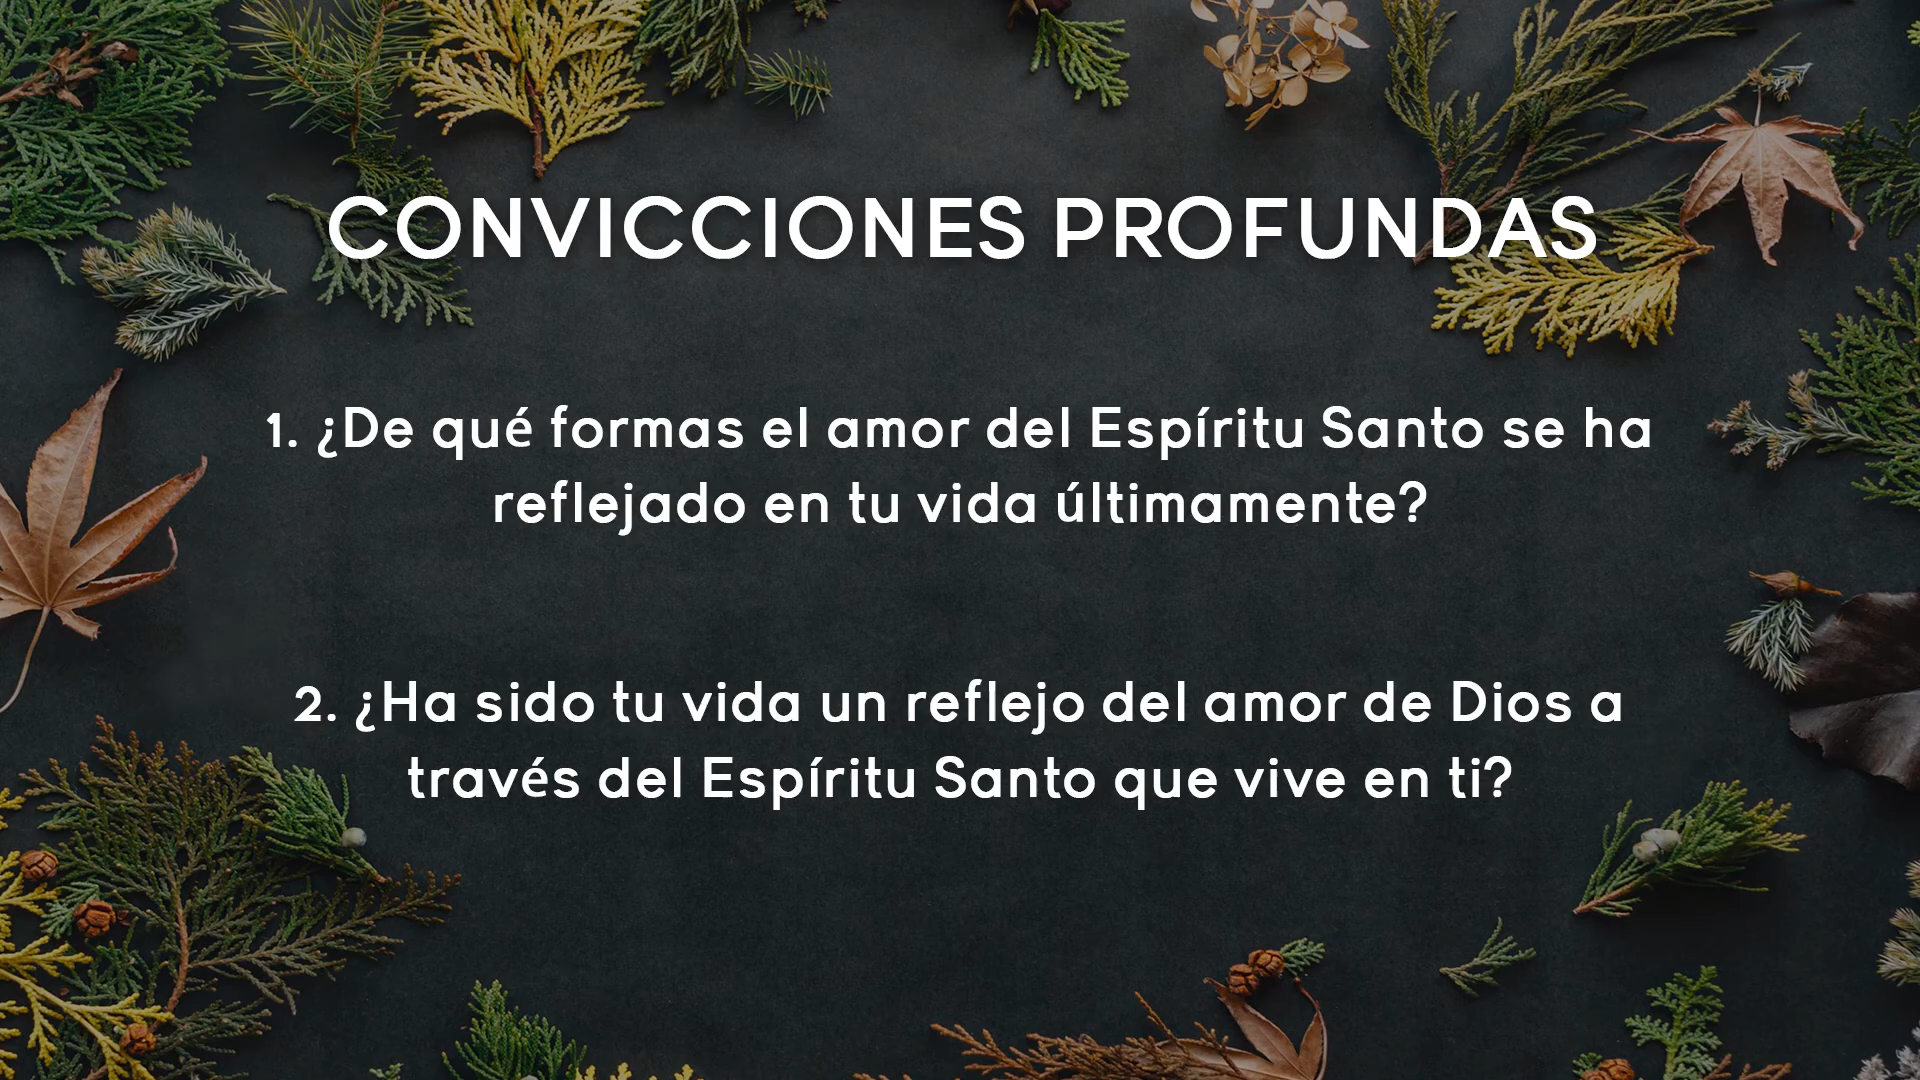 CONVICCIONES PROFUNDAS
1. ¿De qué formas el amor del Espíritu Santo se ha
reflejado en tu vida últimamente?
2. ¿Ha sido tu vida un reflejo del amor de Dios a
través del Espíritu Santo que vive en ti?